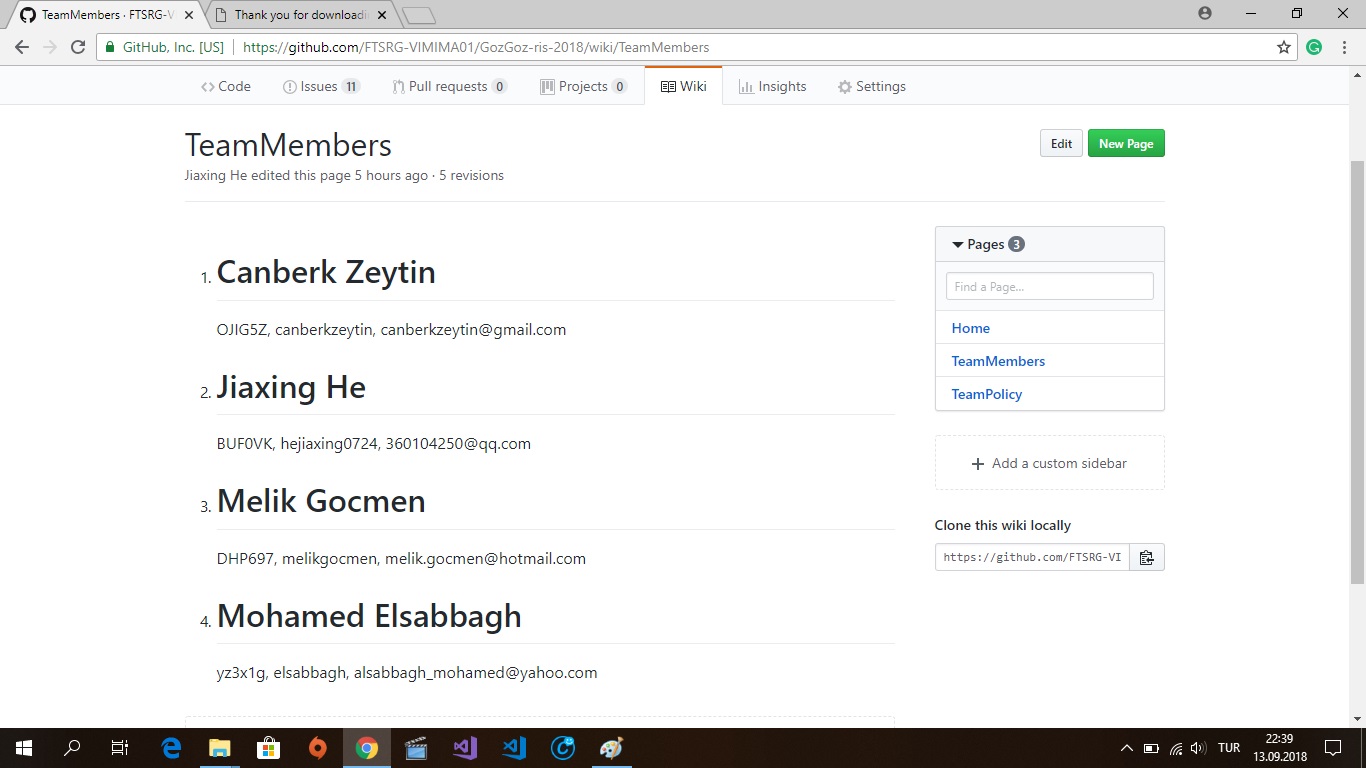 TeamMembers · FTSRG-V
Thank you for downloadi
GitHub, Inc. [US] https://github.com/FTSRG-VIMIMA01/GozGoz-ris-2018/wiki/TeamMembers
Code Issues 11 Pull requests 0 Projects 0 Wiki Insights Settings
TeamMembers
Edit New Page
Jiaxing He edited this page 5 hours ago · 5 revisions
1. Canberk Zeytin
OJIG5Z, canberkzeytin, canberkzeytin@gmail.com
2. Jiaxing He
BUF0VK, hejiaxing0724, 360104250@qq.com
3. Melik Gocmen
DHP697, melikgocmen, melik.gocmen@hotmail.com
4. Mohamed Elsabbagh
yz3x1g, elsabbagh, alsabbagh_mohamed@yahoo.com
Pages 3
Find a Page...
Home
TeamMembers
TeamPolicy
Add a custom sidebar
Clone this wiki locally
https://github.com/FTSRG-VI
TUR
22:39
13.09.2018